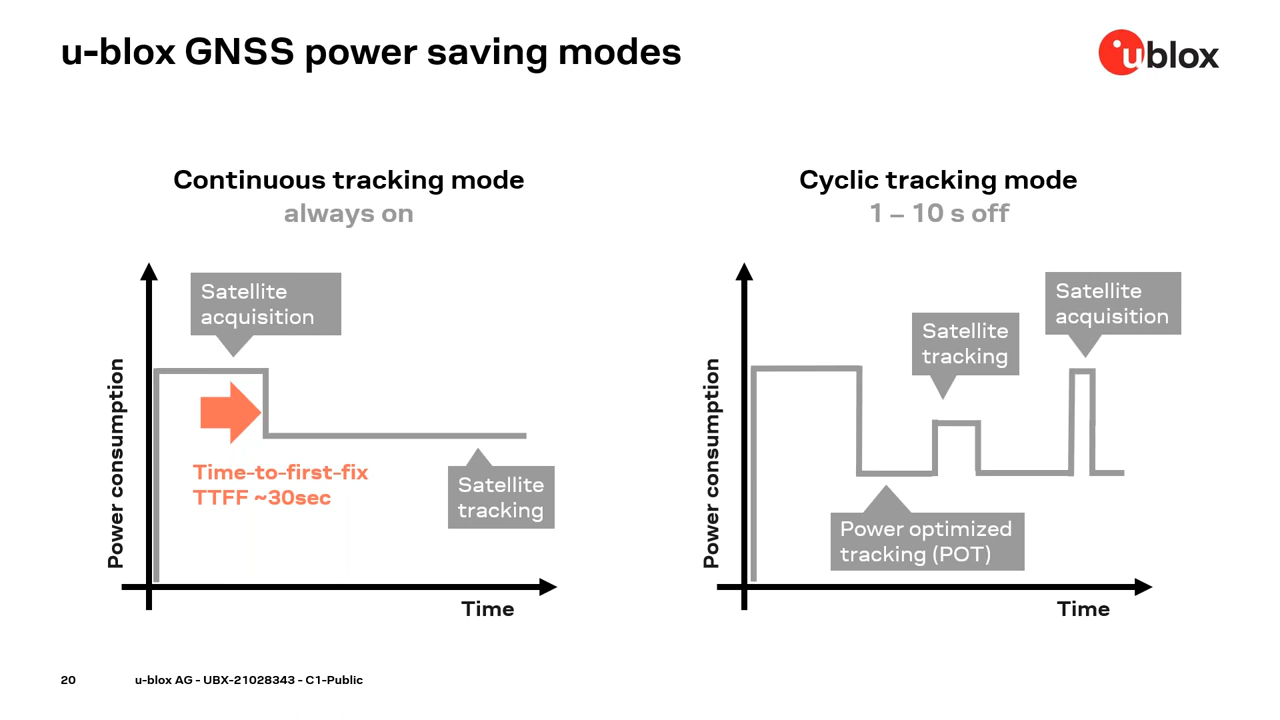 u-blox GNSS power saving modes
ublox
Continuous tracking mode
always on
Satellite
acquisition
Power consumption
Time-to-first-fix
TTFF ~30sec
Satellite
tracking
Time
Cyclic tracking mode
1 – 10 s off
Satellite
acquisition
Satellite
tracking
Power consumption
Power optimized
tracking (POT)
Time
20
u-blox AG - UBX-21028343 - C1-Public